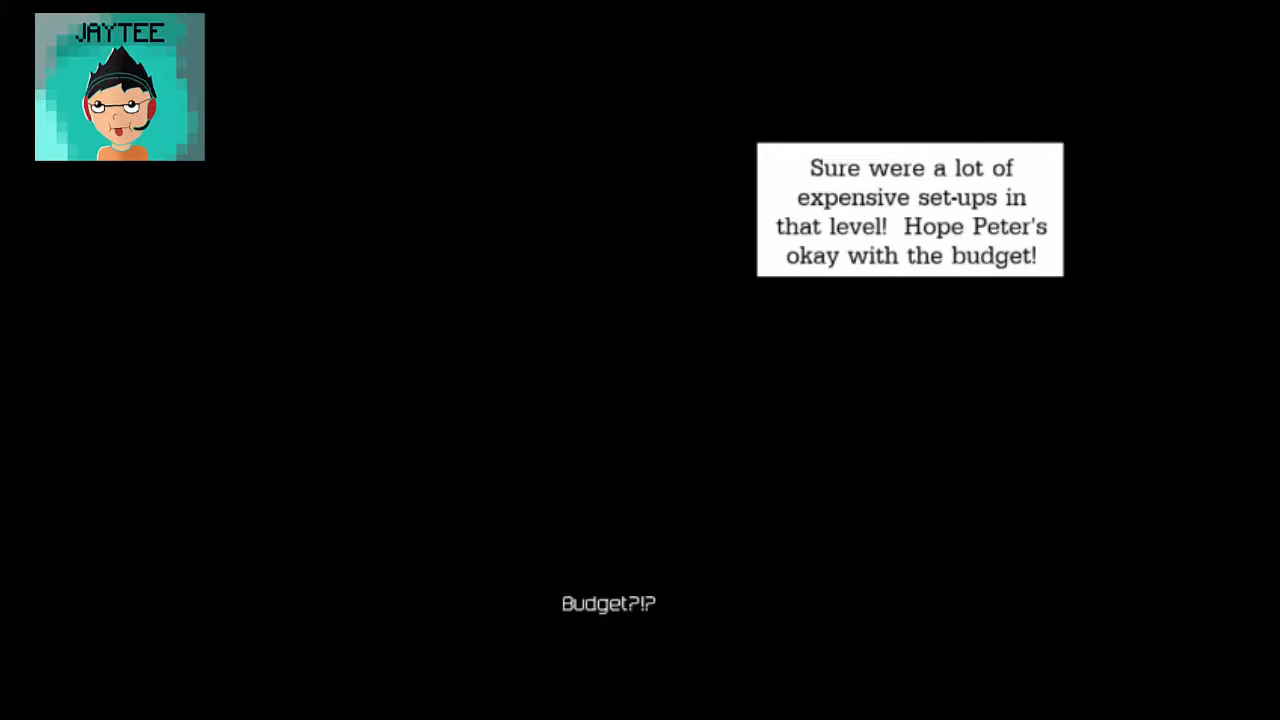 JAYTEE
Sure were a lot of
expensive set-ups in
that level!  Hope Peter's
okay with the budget!
Budget?!?